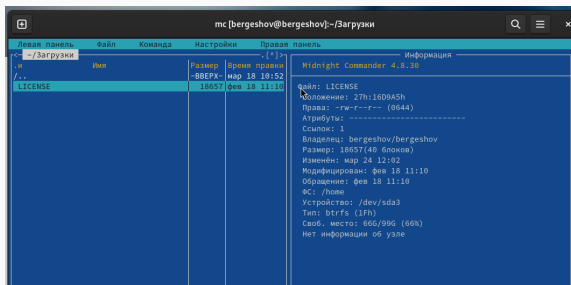 mc [bergeshov@bergeshov]:~/Загрузки
Левая панель Файл Команда Настройки Правая панель
<- ~/Загрузки .[^]>
.и Имя Размер Время правки
/.. -ВВЕРХ- мар 18 10:52
LICENSE 18657 фев 18 11:10
Информация
Midnight Commander 4.8.30
Файл: LICENSE
Положение: 27h:16D9A5h
Права: -rw-r--r-- (0644)
Атрибуты: ----------------------
Ссылок: 1
Владелец: bergeshov/bergeshov
Размер: 18657(40 блоков)
Изменён: мар 24 12:02
Модифицирован: фев 18 11:10
Обращение: фев 18 11:10
ФС: /home
Устройство: /dev/sda3
Тип: btrfs (1Fh)
Своб. место: 66G/99G (66%)
Нет информации об узле